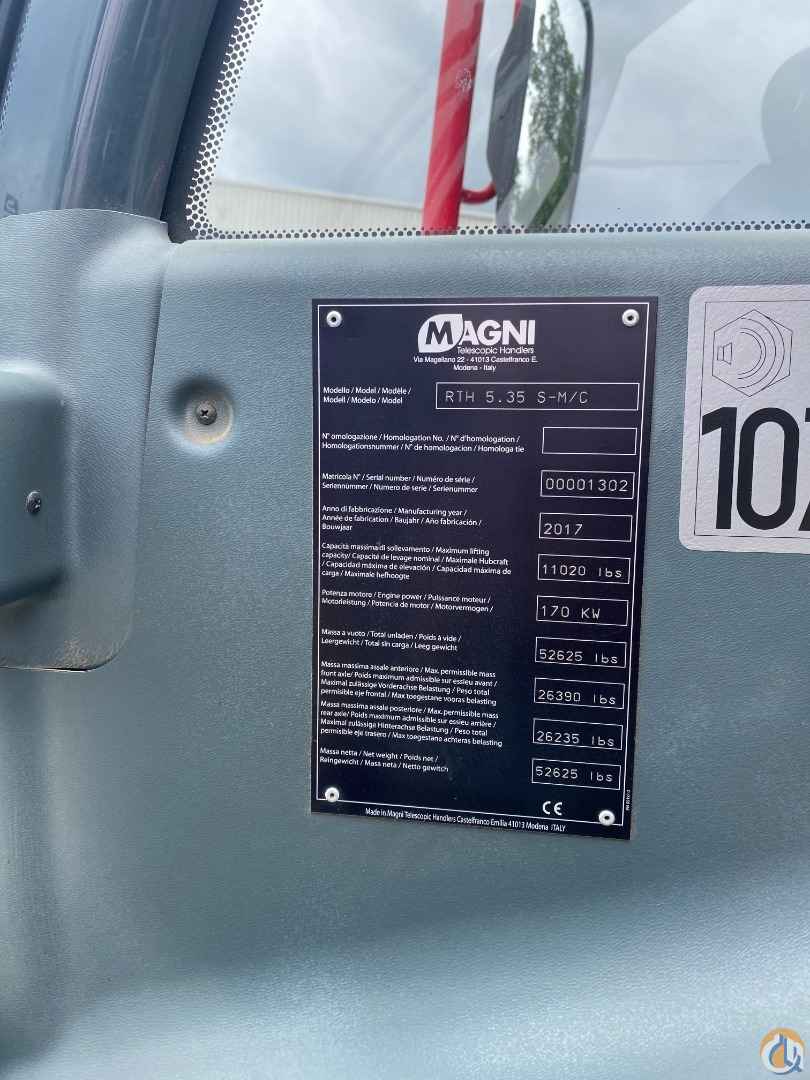 MAGNI
Telescopic Handlers
Via Magellano 22 - 41013 Castelfranco E.
Modena - Italy
Modello / Model / Modèle /
Modell / Modelo / Model
RTH 5.35 S-M/C
N° omologazione / Homologation No. / N° d'homologation /
Homologationsnummer / N° de homologacion / Homologa tie
Matricola N° / Serial number / Numéro de série /
Seriennummer / Numero de serie / Serienummer
00001302
Anno di fabbricazione / Manufacturing year /
Année de fabrication / Baujahr / Año fabricación /
Bouwjaar
2017
Capacità massima di sollevamento / Maximum lifting
capacity/ Capacité de levage nominal / Maximale Hubcraft
/ Capacidad máxima de elevación / Capacidad máxima de
carga / Maximale hefhoogte
11020 lbs
Potenza motore / Engine power / Puissance moteur /
Motorleistung / Potencia de motor / Motorvermogen /
170 KW
Massa a vuoto / Total unladen / Poids à vide /
Leergewicht / Total sin carga / Leeg gewicht
52625 lbs
Massa massima assale anteriore / Max. permissible mass
front axle/ Poids maximum admissible sur essieu avant /
Maximal zulässige Vorderachse Belastung / Peso total
permisible eje frontal / Max toegestane vooras belasting
26390 lbs
Massa massima assale posteriore / Max. permissible mass
rear axle/ Poids maximum admissible sur essieu arrière /
Maximal zulässige Hinterachse Belastung / Peso total
permisible eje trasero / Max toegestane achteras belasting
26235 lbs
Massa netta / Net weight / Poids net /
Raingewicht / Masa neta / Netto gewitch
52625 lbs
CE
Made in Magni Telescopic Handlers Castelfranco Emilia 41013 Modena ITALY
107